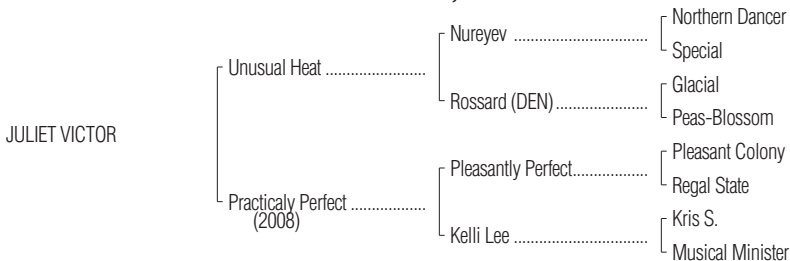 Northern Dancer
Nureyev ..............................
Special
Unusual Heat ........................
Glacial
Rossard (DEN) .....................
Peas-Blossom
JULIET VICTOR
Pleasant Colony
Pleasantly Perfect.................
Regal State
Practicaly Perfect ..................
(2008)
Kris S.
Kelli Lee ..............................
Musical Minister